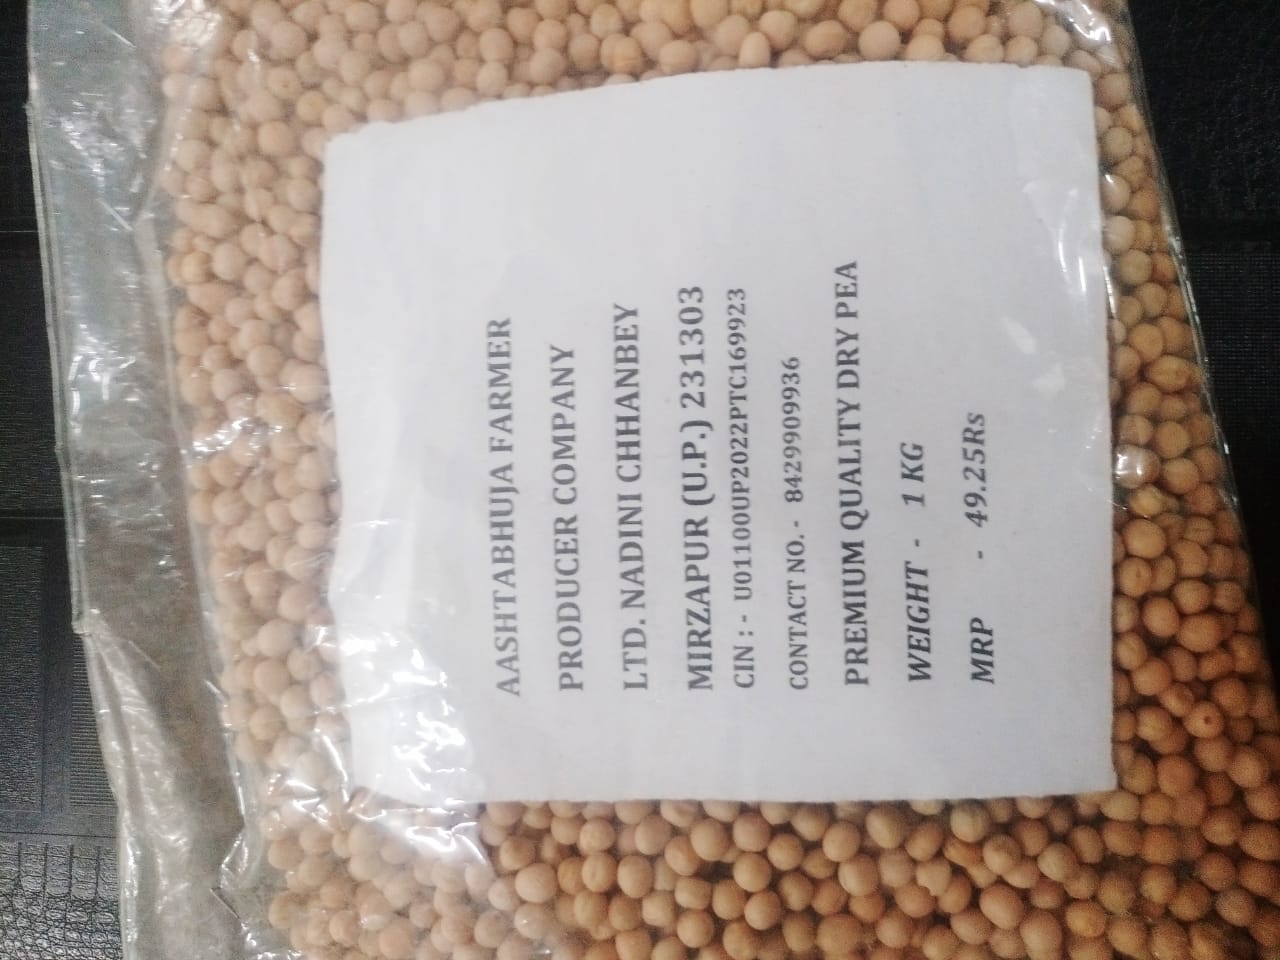 AASHTABHUJA FARMER
PRODUCER COMPANY
LTD. NADINI CHHANBEY
MIRZAPUR (U.P.) 231303
CIN : - U01100UP2022PTC169923
CONTACT NO. - 8429909936
PREMIUM QUALITY DRY PEA
WEIGHT - 1 KG
MRP - 49.25Rs